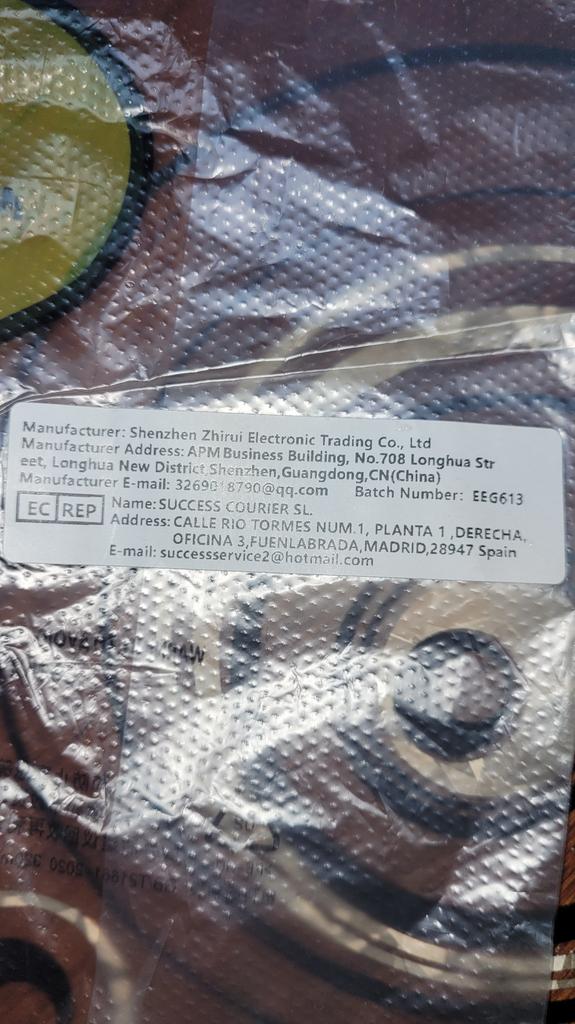 Manufacturer: Shenzhen Zhirui Electronic Trading Co., Ltd
Manufacturer Address: APM Business Building, No.708 Longhua Str
eet, Longhua New District,Shenzhen,Guangdong,CN(China)
Manufacturer E-mail: 3269018790@qq.com Batch Number: EEG613
EC REP
Name:SUCCESS COURIER SL.
Address: CALLE RIO TORMES NUM.1, PLANTA 1 ,DERECHA,
OFICINA 3,FUENLABRADA,MADRID,28947 Spain
E-mail: successservice2@hotmail.com